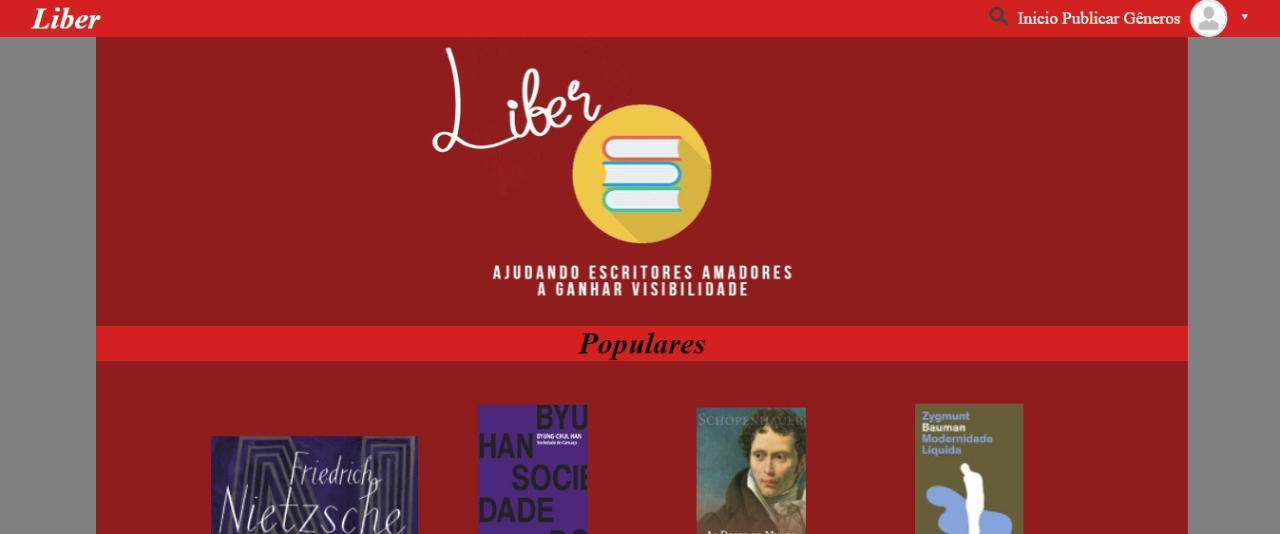 Liber
Inicio Publicar Gêneros
Liber
AJUDANDO ESCRITORES AMADORES
A GANHAR VISIBILIDADE
Populares
Friedrich
Nietzsche
BYU
HAN
BYUNG-CHUL HAN
Sociedade do Cansaço
SOCIE
DADE
SCHOPENHAUER
Zygmunt
Bauman
Modernidade
Líquida